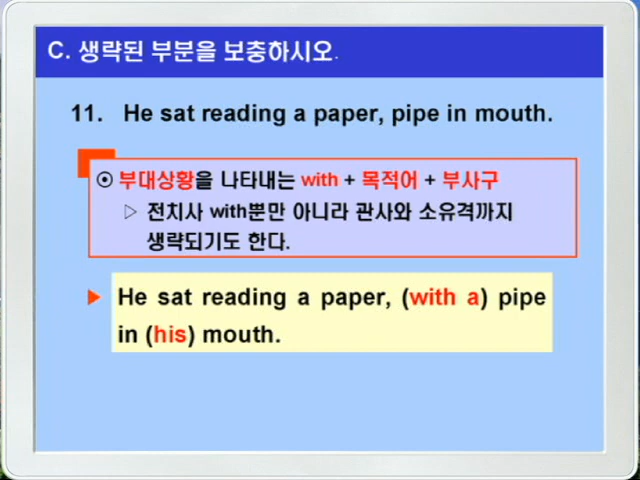 C. 생략된 부분을 보충하시오.
11. He sat reading a paper, pipe in mouth.
⊙ 부대상황을 나타내는 with + 목적어 + 부사구
▷ 전치사 with뿐만 아니라 관사와 소유격까지
생략되기도 한다.
▶ He sat reading a paper, (with a) pipe
in (his) mouth.